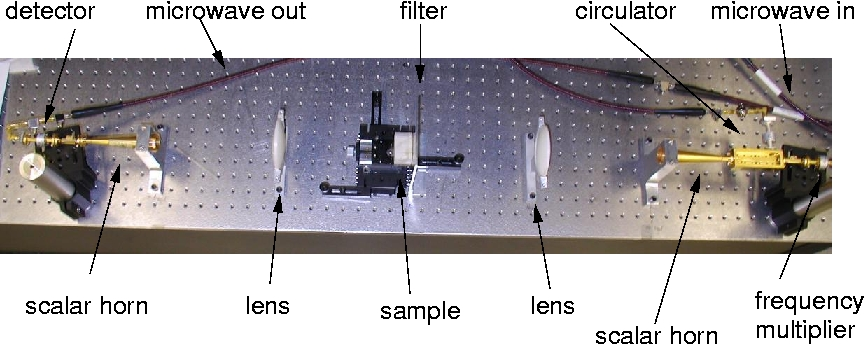 detector
microwave out
filter
circulator
microwave in
scalar horn
lens
sample
lens
scalar horn
frequency
multiplier